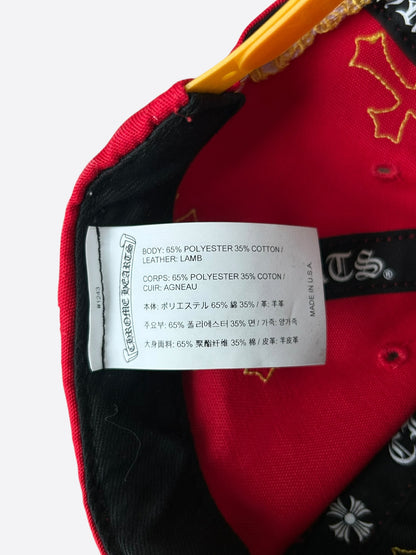 BODY: 65% POLYESTER 35% COTTON /
LEATHER: LAMB
CORPS: 65% POLYESTER 35% COTON /
CUIR: AGNEAU
本体: ポリエステル 65% 綿 35% / 革: 羊革
주요부: 65% 폴리에스터 35% 면 / 가죽: 양가죽
大身面料: 65% 聚酯纤维 35% 棉 / 皮革: 羊皮革
MADE IN U.S.A.
CHROME HEARTS
#1243
RTS®